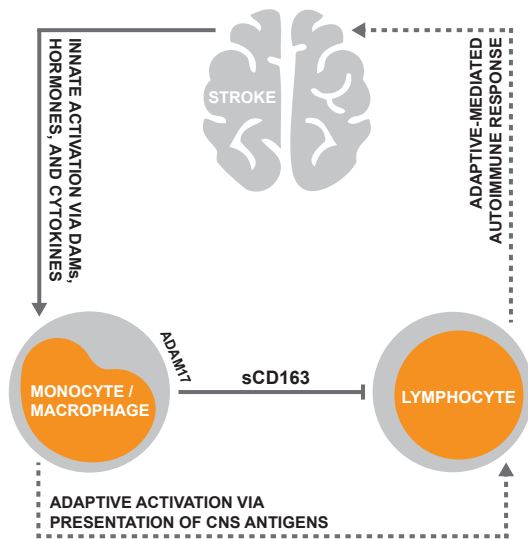 STROKE
INNATE ACTIVATION VIA DAMs,
HORMONES, AND CYTOKINES
ADAPTIVE-MEDIATED
AUTOIMMUNE RESPONSE
MONOCYTE /
MACROPHAGE
ADAM17
sCD163
LYMPHOCYTE
ADAPTIVE ACTIVATION VIA
PRESENTATION OF CNS ANTIGENS